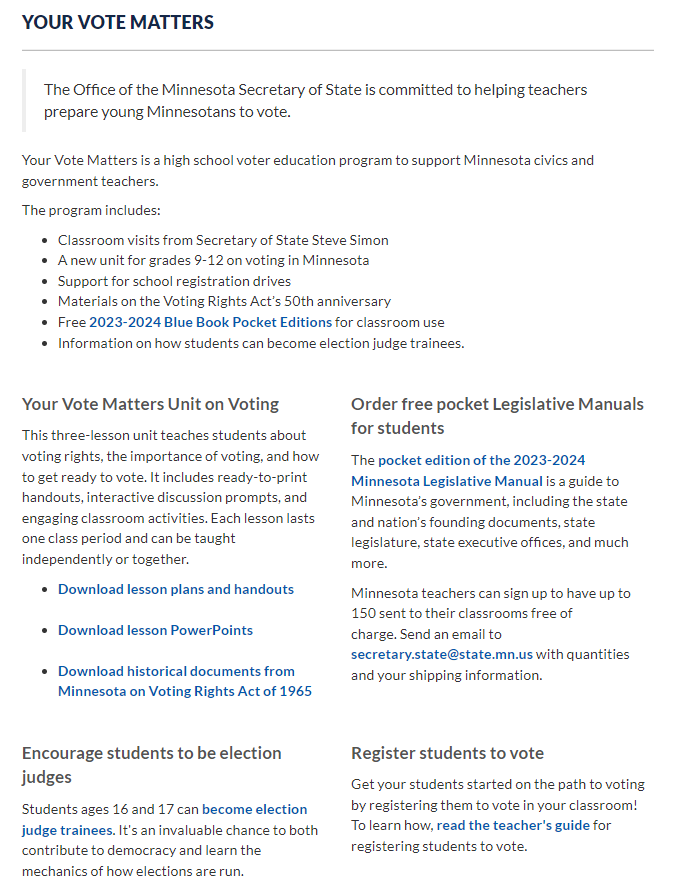 YOUR VOTE MATTERS
The Office of the Minnesota Secretary of State is committed to helping teachers
prepare young Minnesotans to vote.
Your Vote Matters is a high school voter education program to support Minnesota civics and
government teachers.
The program includes:
• Classroom visits from Secretary of State Steve Simon
• A new unit for grades 9-12 on voting in Minnesota
• Support for school registration drives
• Materials on the Voting Rights Act's 50th anniversary
• Free 2023-2024 Blue Book Pocket Editions for classroom use
• Information on how students can become election judge trainees.
Your Vote Matters Unit on Voting
This three-lesson unit teaches students about
voting rights, the importance of voting, and how
to get ready to vote. It includes ready-to-print
handouts, interactive discussion prompts, and
engaging classroom activities. Each lesson lasts
one class period and can be taught
independently or together.
• Download lesson plans and handouts
• Download lesson PowerPoints
• Download historical documents from
Minnesota on Voting Rights Act of 1965
Order free pocket Legislative Manuals
for students
The pocket edition of the 2023-2024
Minnesota Legislative Manual is a guide to
Minnesota's government, including the state
and nation's founding documents, state
legislature, state executive offices, and much
more.
Minnesota teachers can sign up to have up to
150 sent to their classrooms free of
charge. Send an email to
secretary.state@state.mn.us with quantities
and your shipping information.
Encourage students to be election
judges
Students ages 16 and 17 can become election
judge trainees. It's an invaluable chance to both
contribute to democracy and learn the
mechanics of how elections are run.
Register students to vote
Get your students started on the path to voting
by registering them to vote in your classroom!
To learn how, read the teacher's guide for
registering students to vote.